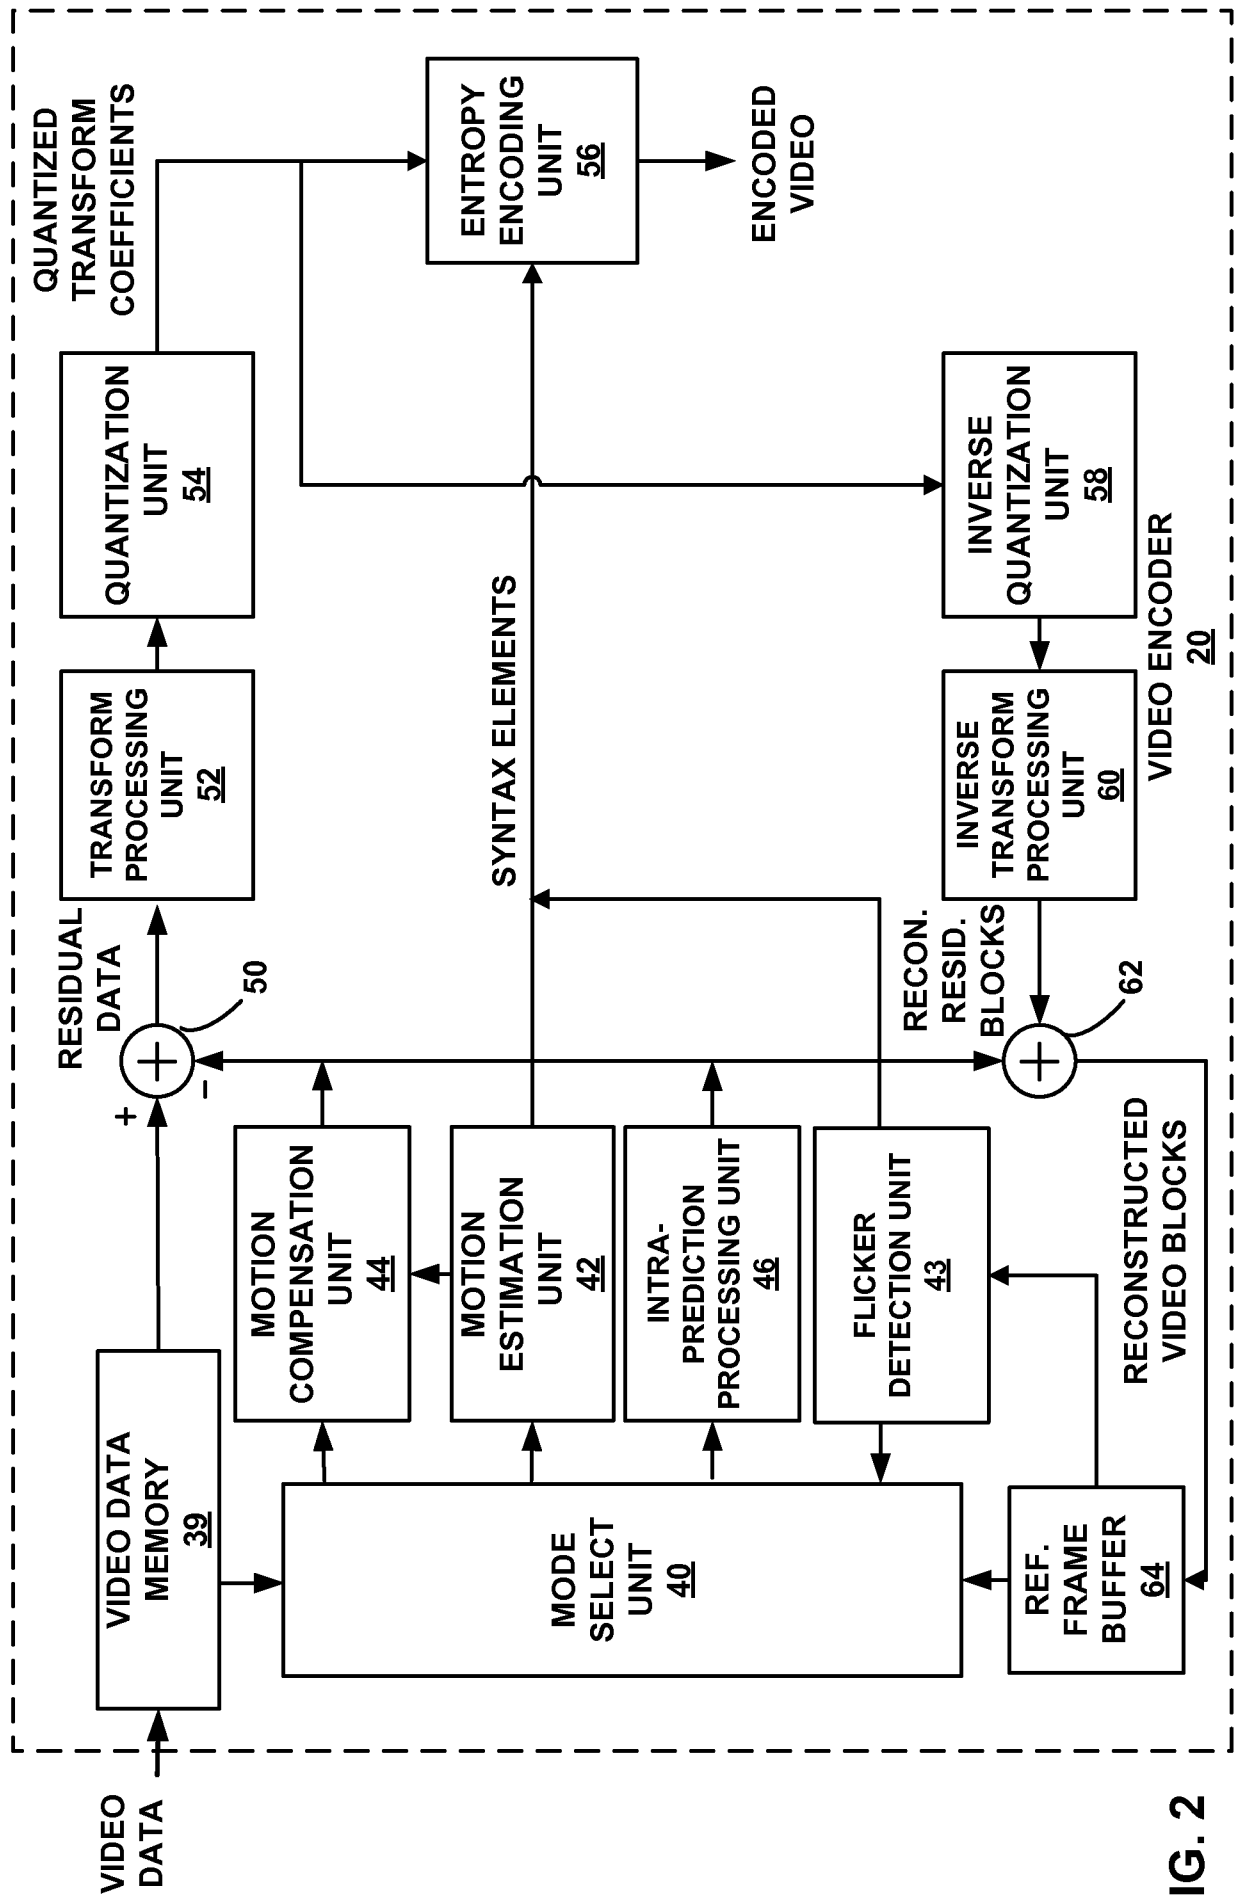 VIDEO
DATA
VIDEO DATA
MEMORY
39
+
–
50
RESIDUAL
DATA
TRANSFORM
PROCESSING
UNIT
52
QUANTIZATION
UNIT
54
QUANTIZED
TRANSFORM
COEFFICIENTS
MODE
SELECT
UNIT
40
MOTION
COMPENSATION
UNIT
44
MOTION
ESTIMATION
UNIT
42
INTRA-
PREDICTION
PROCESSING UNIT
46
FLICKER
DETECTION UNIT
43
SYNTAX ELEMENTS
ENTROPY
ENCODING
UNIT
56
ENCODED
VIDEO
REF.
FRAME
BUFFER
64
RECONSTRUCTED
VIDEO BLOCKS
62
RECON.
RESID.
BLOCKS
INVERSE
TRANSFORM
PROCESSING
UNIT
60
INVERSE
QUANTIZATION
UNIT
58
VIDEO ENCODER
20
IG. 2